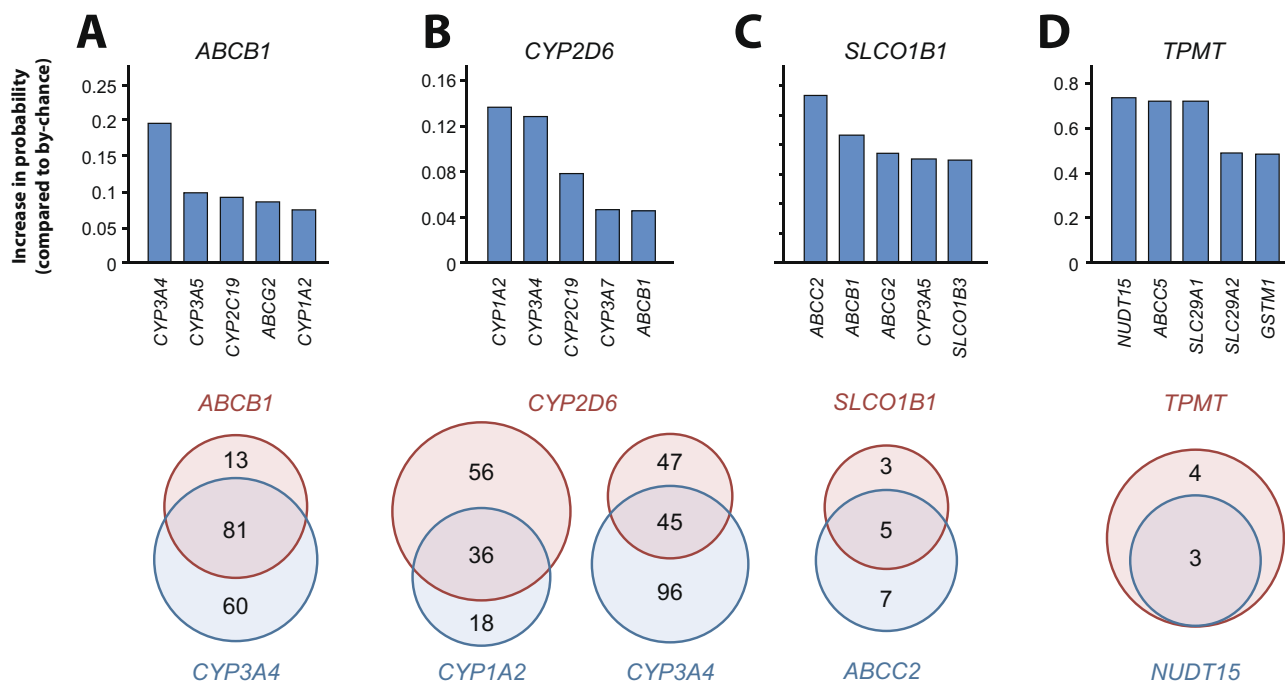 A
B
C
D
ABCB1
CYP2D6
SLCO1B1
TPMT
Increase in probability
(compared to by-chance)
0.25
0.2
0.15
0.1
0.05
0
CYP3A4
CYP3A5
CYP2C19
ABCG2
CYP1A2
0.16
0.12
0.08
0.04
0
CYP1A2
CYP3A4
CYP2C19
CYP3A7
ABCB1
ABCC2
ABCB1
ABCG2
CYP3A5
SLCO1B3
0.8
0.6
0.4
0.2
0
NUDT15
ABCC5
SLC29A1
SLC29A2
GSTM1
ABCB1
13
81
60
CYP3A4
CYP2D6
56
36
18
CYP1A2
47
45
96
CYP3A4
SLCO1B1
3
5
7
ABCC2
TPMT
4
3
NUDT15